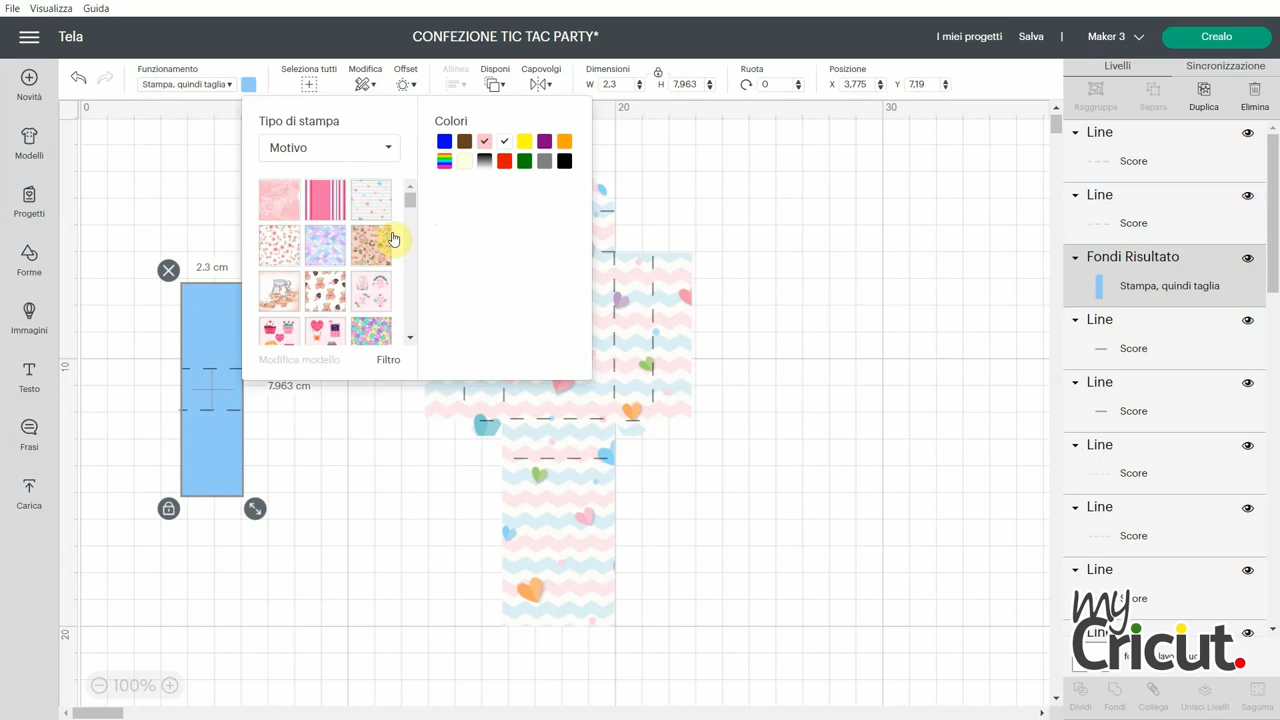 File Visualizza Guida
Tela
CONFEZIONE TIC TAC PARTY*
I miei progetti Salva | Maker 3 Crealo
Funzionamento
Stampa, quindi taglia
Seleziona tutti
Modifica
Offset
Allinea
Disponi
Capovolgi
Dimensioni
W 2,3
H 7,963
Ruota
0
Posizione
X 3,775
Y 7,19
Livelli
Sincronizzazione
Raggruppa
Separa
Duplica
Elimina
Novità
Modelli
Progetti
Forme
Immagini
Testo
Frasi
Carica
0
20
30
10
20
Tipo di stampa
Motivo
Colori
Modifica modello
Filtro
2.3 cm
7.963 cm
Line
Score
Line
Score
Fondi Risultato
Stampa, quindi taglia
Line
Score
Line
Score
Line
Score
Line
Score
Line
my
Cricut.
100%
Dividi
Fondi
Collega
Unisci Livelli
Sagoma